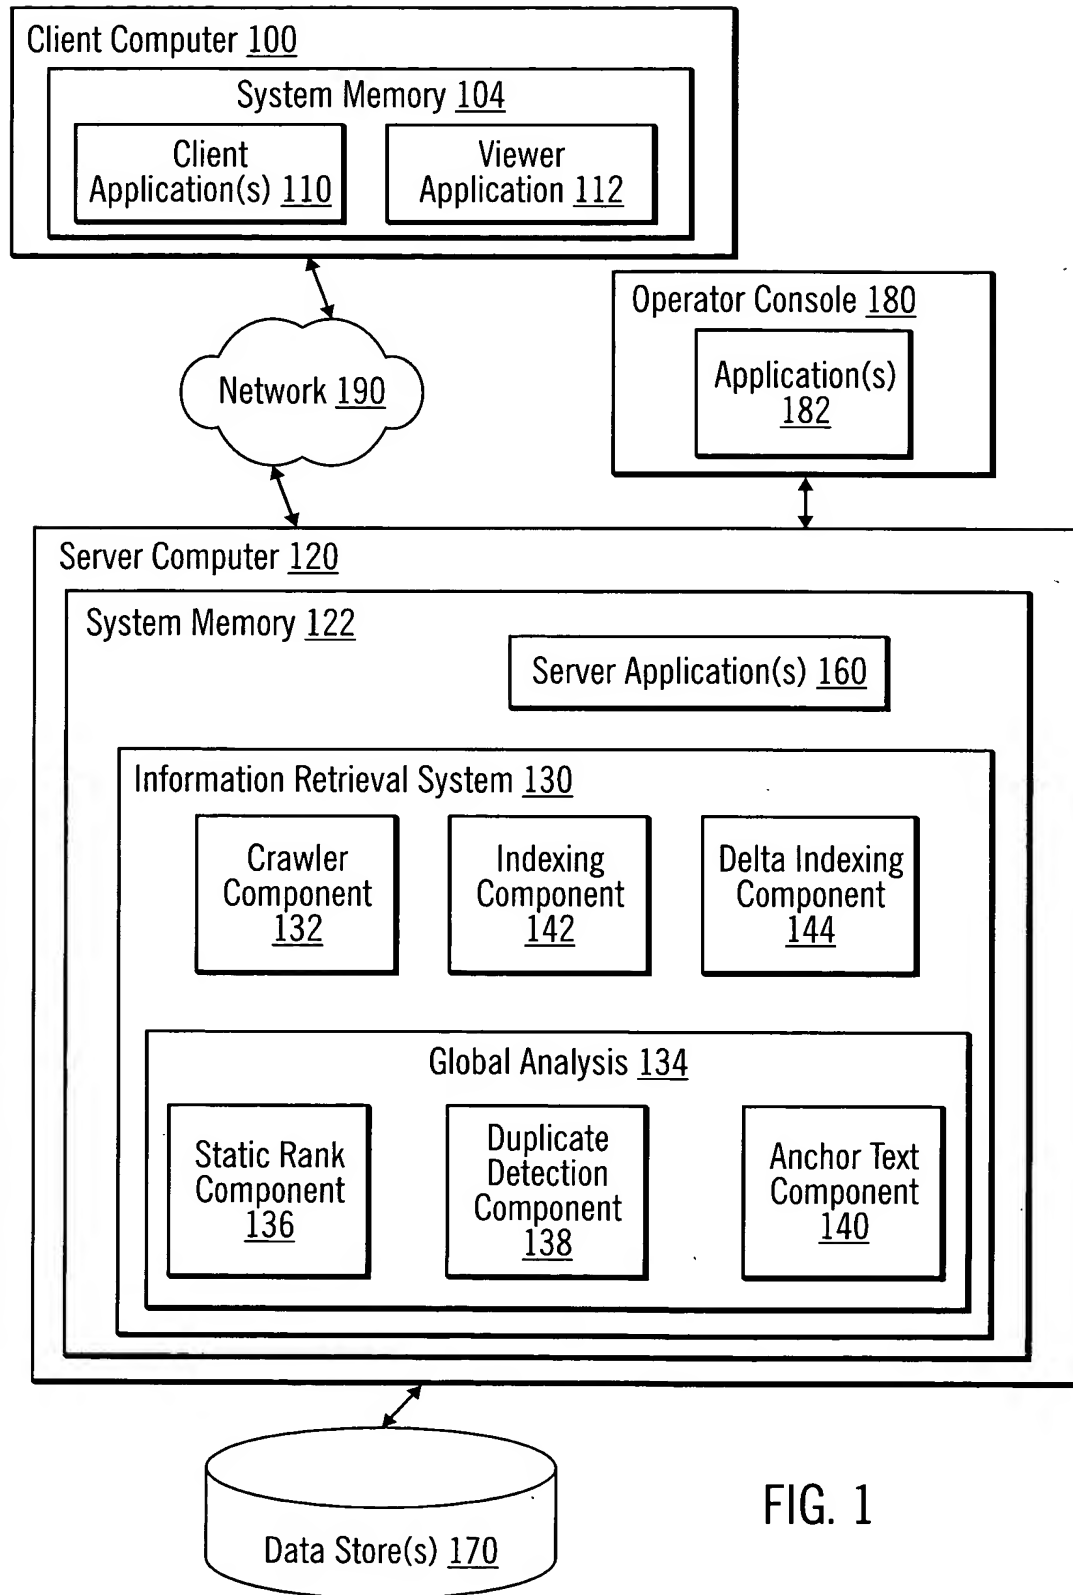 Client Computer 100
System Memory 104
Client
Application(s) 110
Viewer
Application 112
Operator Console 180
Application(s)
182
Network 190
Server Computer 120
System Memory 122
Server Application(s) 160
Information Retrieval System 130
Crawler
Component
132
Indexing
Component
142
Delta Indexing
Component
144
Global Analysis 134
Static Rank
Component
136
Duplicate
Detection
Component
138
Anchor Text
Component
140
Data Store(s) 170
FIG. 1